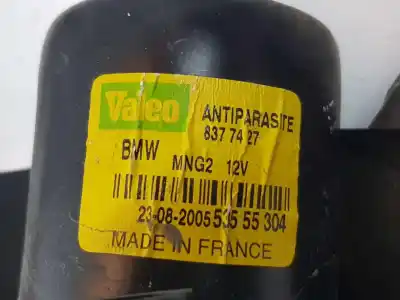 Valeo ANTIPARASITE
837 74 27
BMW MNG2 12V
23-08-2005 535 55 304
MADE IN FRANCE